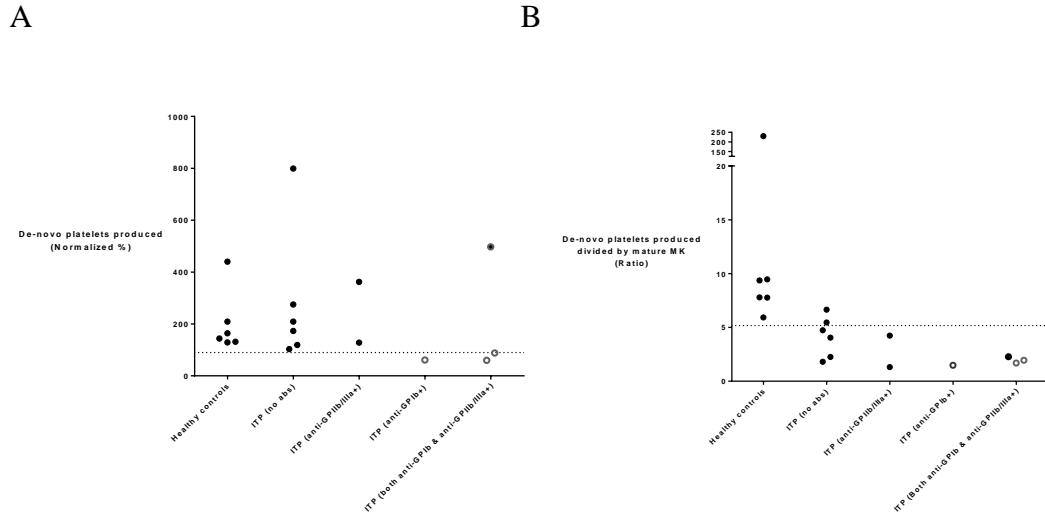 A
B
1000
800
600
400
200
0
De-novo platelets produced
(Normalized %)
Healthy controls
ITP (no abs)
ITP (anti-GPIIb/IIIa+)
ITP (anti-GPIb+)
ITP (both anti-GPIb & anti-GPIIb/IIIa+)
250
200
150
20
15
10
5
0
De-novo platelets produced
divided by mature MK
(Ratio)
Healthy controls
ITP (no abs)
ITP (anti-GPIIb/IIIa+)
ITP (anti-GPIb+)
ITP (Both anti-GPIb & anti-GPIIb/IIIa+)